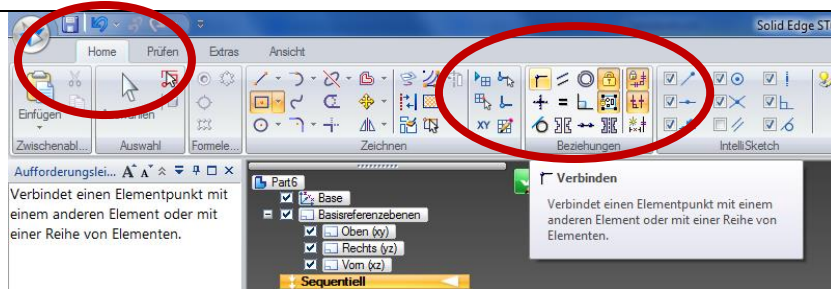 Solid Edge ST
Home Prüfen Extras Ansicht
Einfügen
XY
Zwischenabl... Auswahl Formele... Zeichnen Beziehungen IntelliSketch
Aufforderungslei...
Verbindet einen Elementpunkt mit
einem anderen Element oder mit
einer Reihe von Elementen.
Part6
Base
Basisreferenzebenen
Oben (xy)
Rechts (yz)
Vorn (xz)
Sequentiell
Verbinden
Verbindet einen Elementpunkt mit einem
anderen Element oder mit einer Reihe von
Elementen.